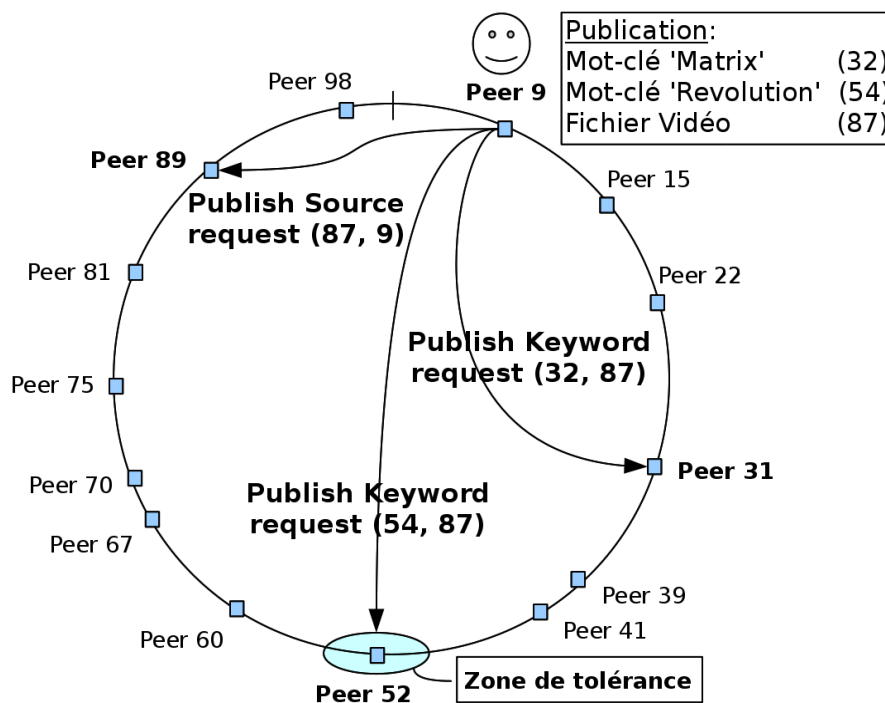 Publication:
Mot-clé 'Matrix' (32)
Mot-clé 'Revolution' (54)
Fichier Vidéo (87)
Peer 98
Peer 9
Peer 89
Peer 15
Publish Source
request (87, 9)
Peer 81
Peer 22
Publish Keyword
request (32, 87)
Peer 75
Peer 31
Peer 70
Publish Keyword
request (54, 87)
Peer 67
Peer 39
Peer 41
Peer 60
Peer 52
Zone de tolérance